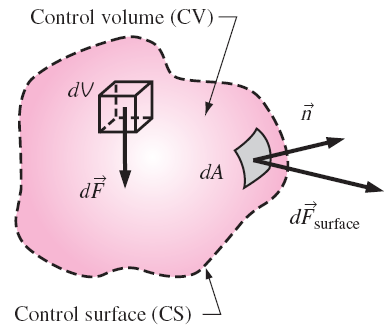 Control volume (CV)
dV
n⃗
dF⃗
dA
dF⃗surface
Control surface (CS)